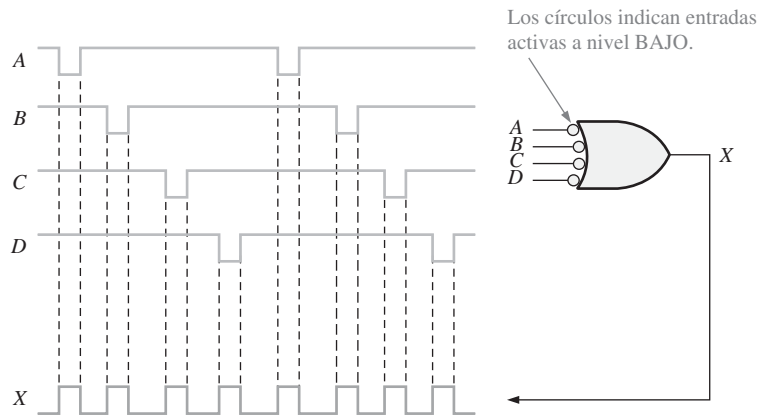 Los círculos indican entradas
activas a nivel BAJO.
A
B
C
D
X
A
B
C
D
X